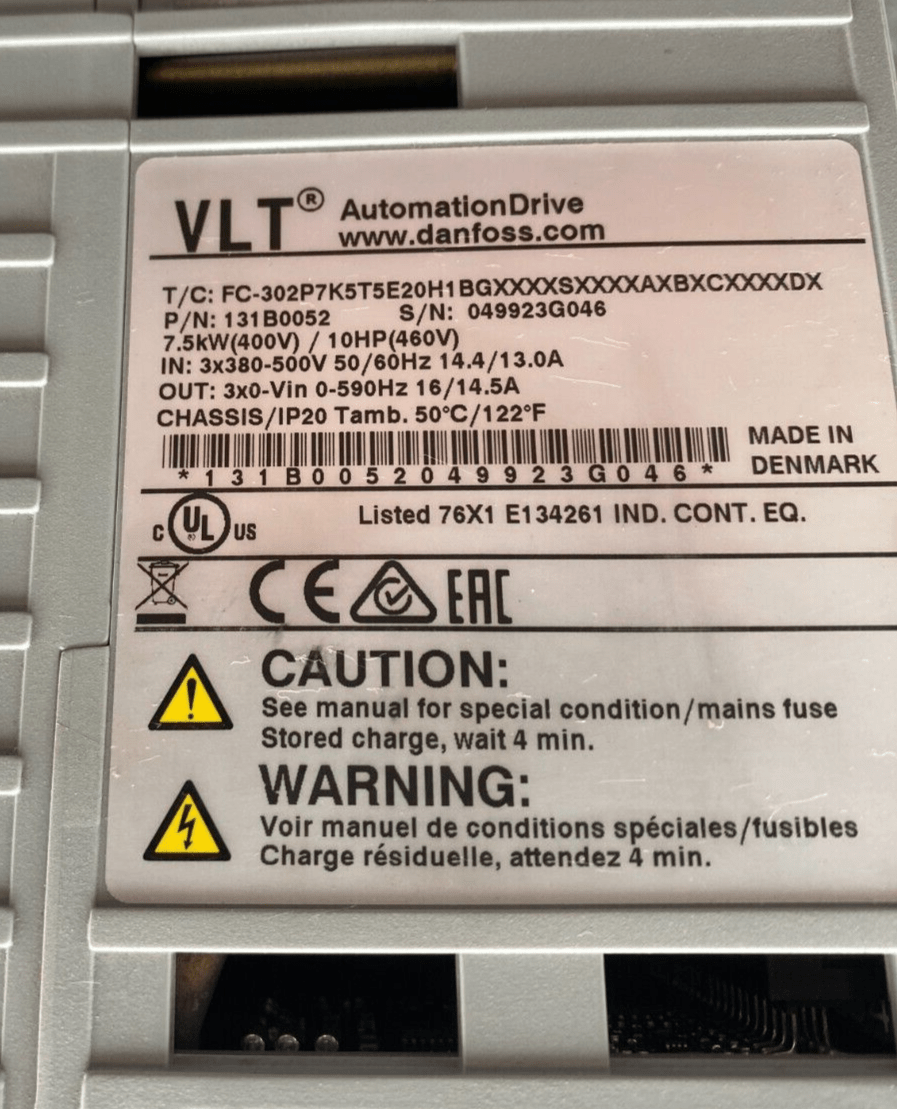 VLT® AutomationDrive
www.danfoss.com
T/C: FC-302P7K5T5E20H1BGXXXXSXXXXAXBXCXXXXDX
P/N: 131B0052 S/N: 049923G046
7.5kW(400V) / 10HP(460V)
IN: 3x380-500V 50/60Hz 14.4/13.0A
OUT: 3x0-Vin 0-590Hz 16/14.5A
CHASSIS/IP20 Tamb. 50°C/122°F
*131B0052049923G046*
MADE IN
DENMARK
C UL® US Listed 76X1 E134261 IND. CONT. EQ.
CE EAC
CAUTION:
See manual for special condition/mains fuse
Stored charge, wait 4 min.
WARNING:
Voir manuel de conditions spéciales/fusibles
Charge résiduelle, attendez 4 min.